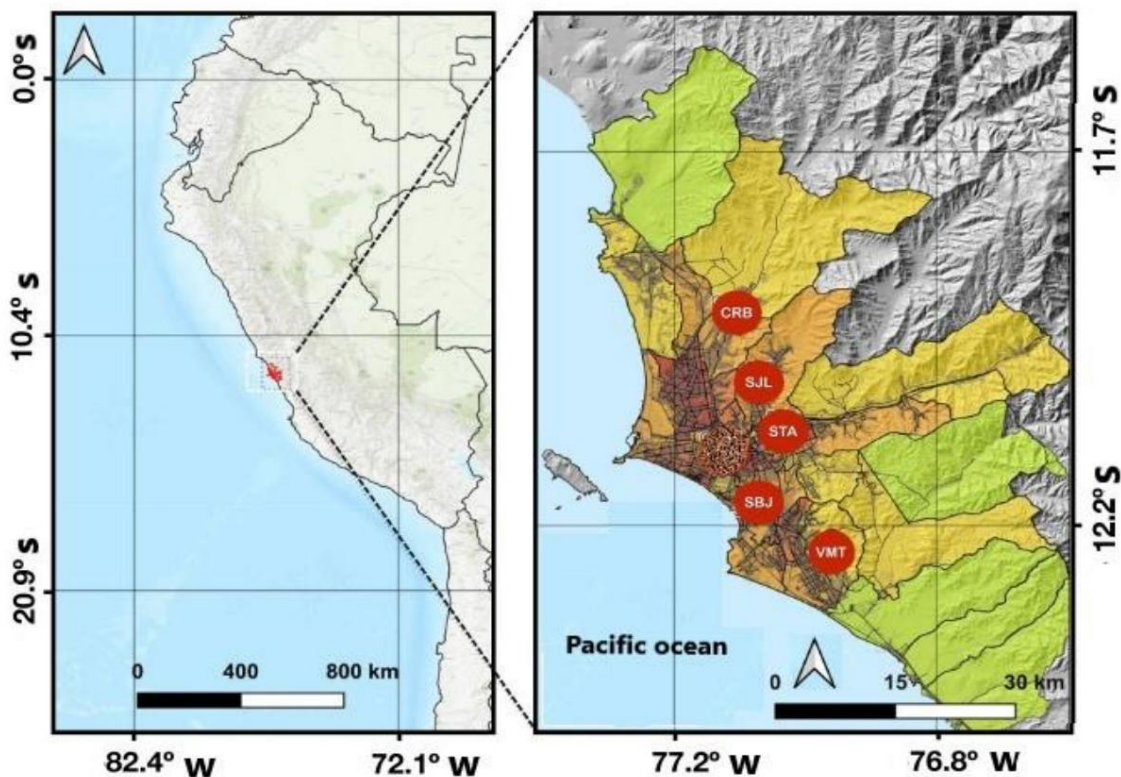 0.0° S
10.4° S
20.9° S
0 400 800 km
82.4° W 72.1° W
CRB
SJL
STA
SBJ
VMT
Pacific ocean
0 15 30 km
11.7° S
12.2° S
77.2° W 76.8° W